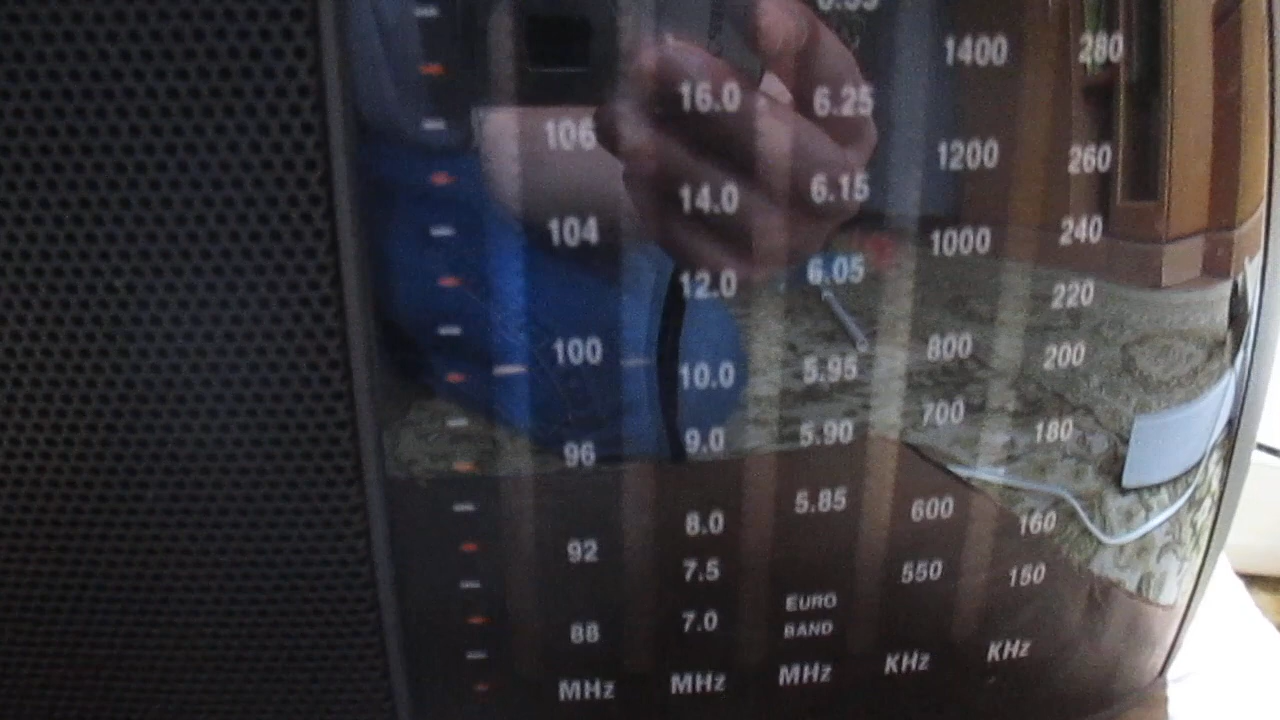 1400 280
16.0 6.25
106 1200 260
14.0 6.15
104 1000 240
12.0 6.05
220
100 800 200
10.0 5.95
700 180
96 9.0 5.90
600 160
8.0 5.85
92 7.5 550 150
EURO
88 7.0 BAND
MHz MHz MHz KHz KHz